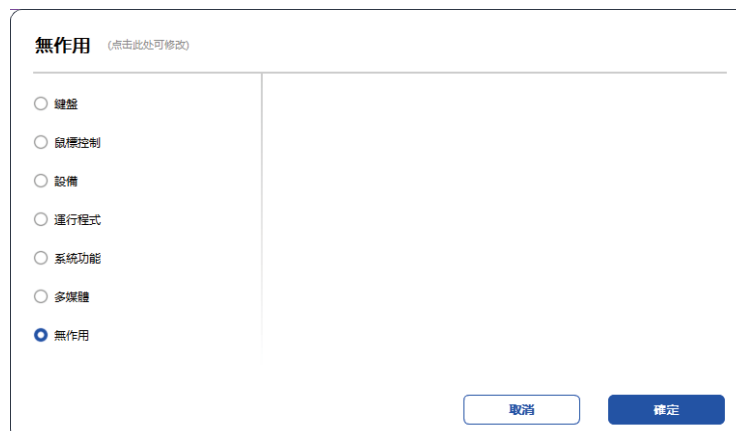 無作用 (点击此处可修改)
鍵盤
鼠標控制
設備
運行程式
系統功能
多媒體
無作用
取消 確定